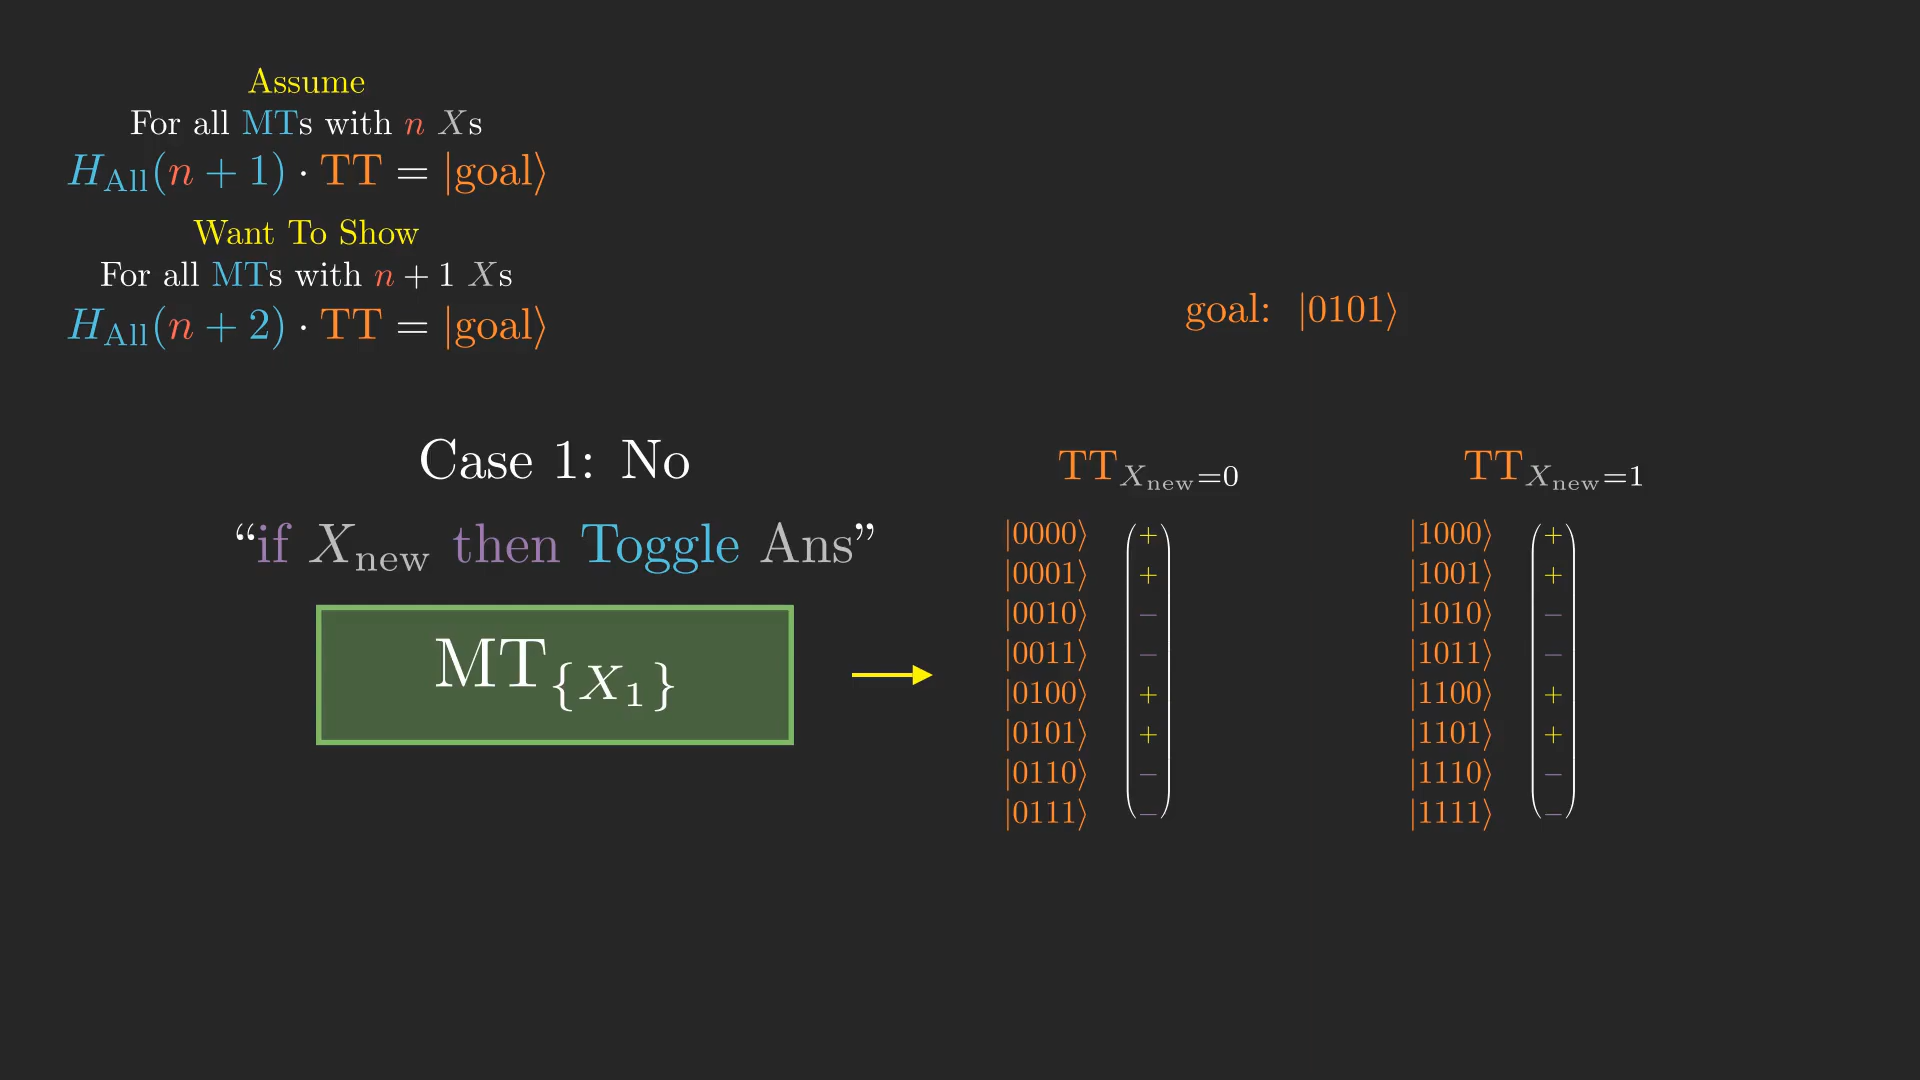 Assume
For all MTs with n Xs
H_All(n + 1) · TT = |goal⟩
Want To Show
For all MTs with n + 1 Xs
H_All(n + 2) · TT = |goal⟩
goal: |0101⟩
Case 1: No
“if X_new then Toggle Ans”
MT_{X_1}
TT_{X_new=0}
|0000⟩ +
|0001⟩ +
|0010⟩ −
|0011⟩ −
|0100⟩ +
|0101⟩ +
|0110⟩ −
|0111⟩ −
TT_{X_new=1}
|1000⟩ +
|1001⟩ +
|1010⟩ −
|1011⟩ −
|1100⟩ +
|1101⟩ +
|1110⟩ −
|1111⟩ −